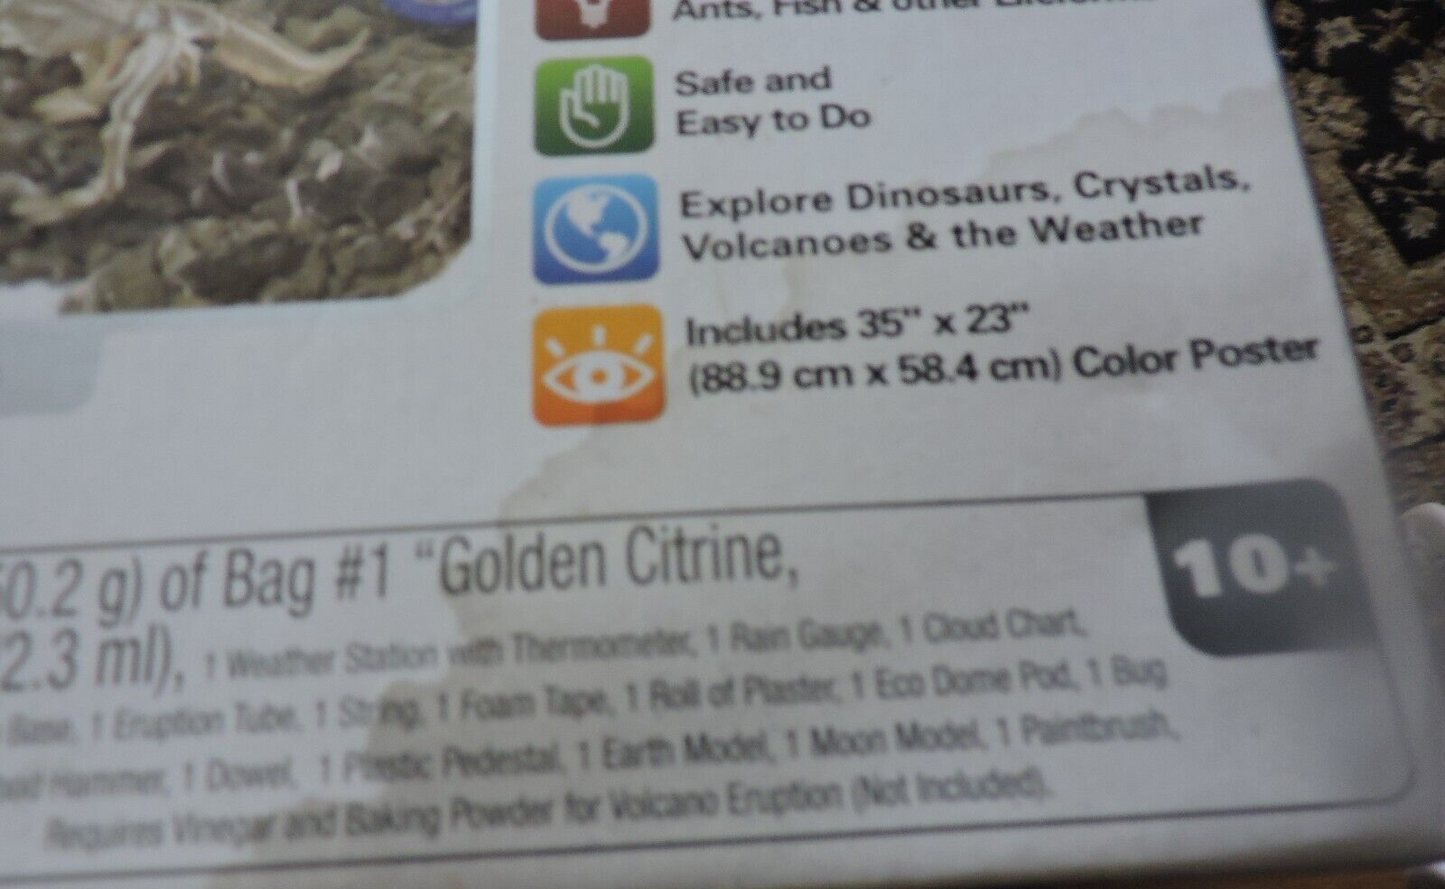 Ants, Fish & other Lifeforms
Safe and
Easy to Do
Explore Dinosaurs, Crystals,
Volcanoes & the Weather
Includes 35" x 23"
(88.9 cm x 58.4 cm) Color Poster
10+
0.2 g) of Bag #1 “Golden Citrine,
2.3 ml), 1 Weather Station with Thermometer, 1 Rain Gauge, 1 Cloud Chart,
Base, 1 Eruption Tube, 1 String, 1 Foam Tape, 1 Roll of Plaster, 1 Eco Dome Pod, 1 Bug
Hammer, 1 Dowel, 1 Plastic Pedestal, 1 Earth Model, 1 Moon Model, 1 Paintbrush,
Requires Vinegar and Baking Powder for Volcano Eruption (Not Included).